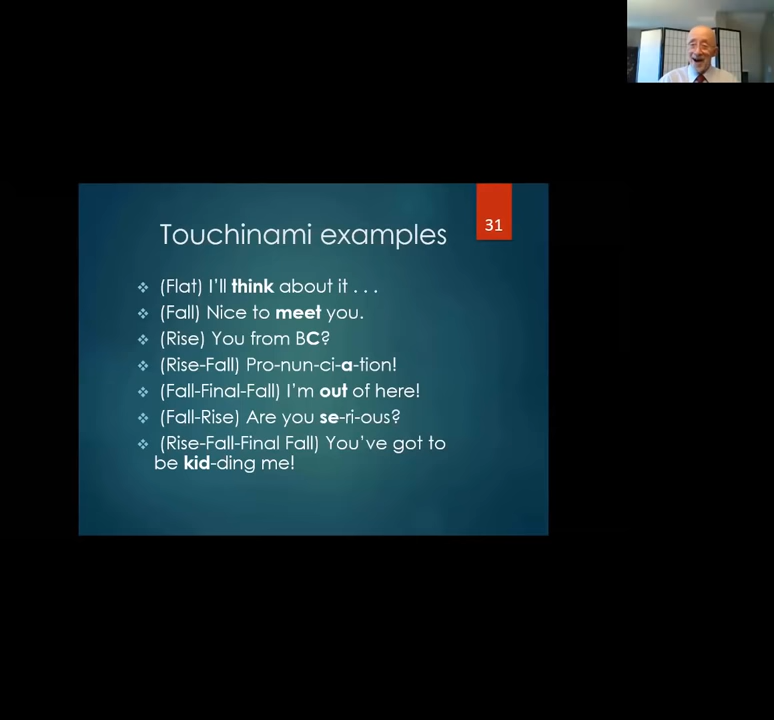 31
Touchinami examples
❖ (Flat) I'll think about it . . .
❖ (Fall) Nice to meet you.
❖ (Rise) You from BC?
❖ (Rise-Fall) Pro-nun-ci-a-tion!
❖ (Fall-Final-Fall) I'm out of here!
❖ (Fall-Rise) Are you se-ri-ous?
❖ (Rise-Fall-Final Fall) You've got to
be kid-ding me!